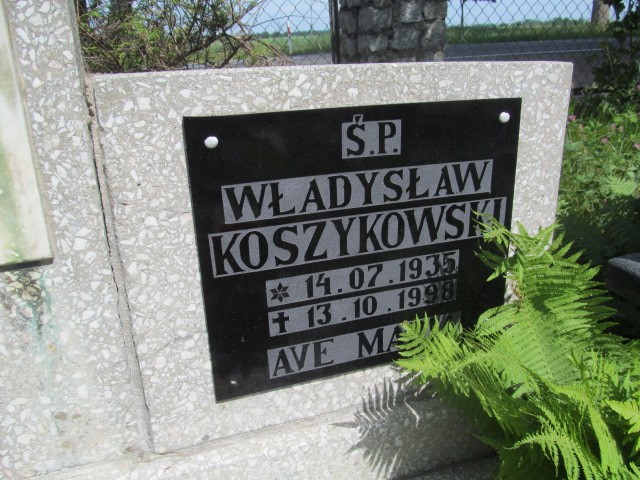 Ś.P.
WŁADYSŁAW
KOSZYKOWSKI
14.07.1935
13.10.1998
AVE